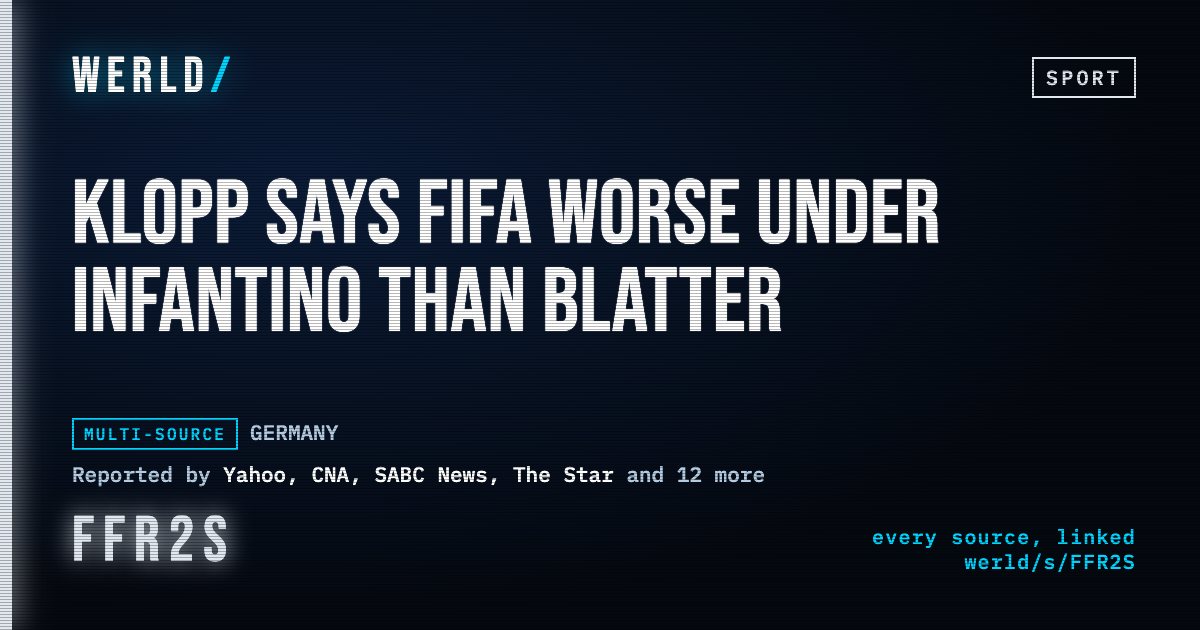 WERLD/
SPORT
KLOPP SAYS FIFA WORSE UNDER
INFANTINO THAN BLATTER
MULTI-SOURCE GERMANY
Reported by Yahoo, CNA, SABC News, The Star and 12 more
FFR2S
every source, linked
werld/s/FFR2S